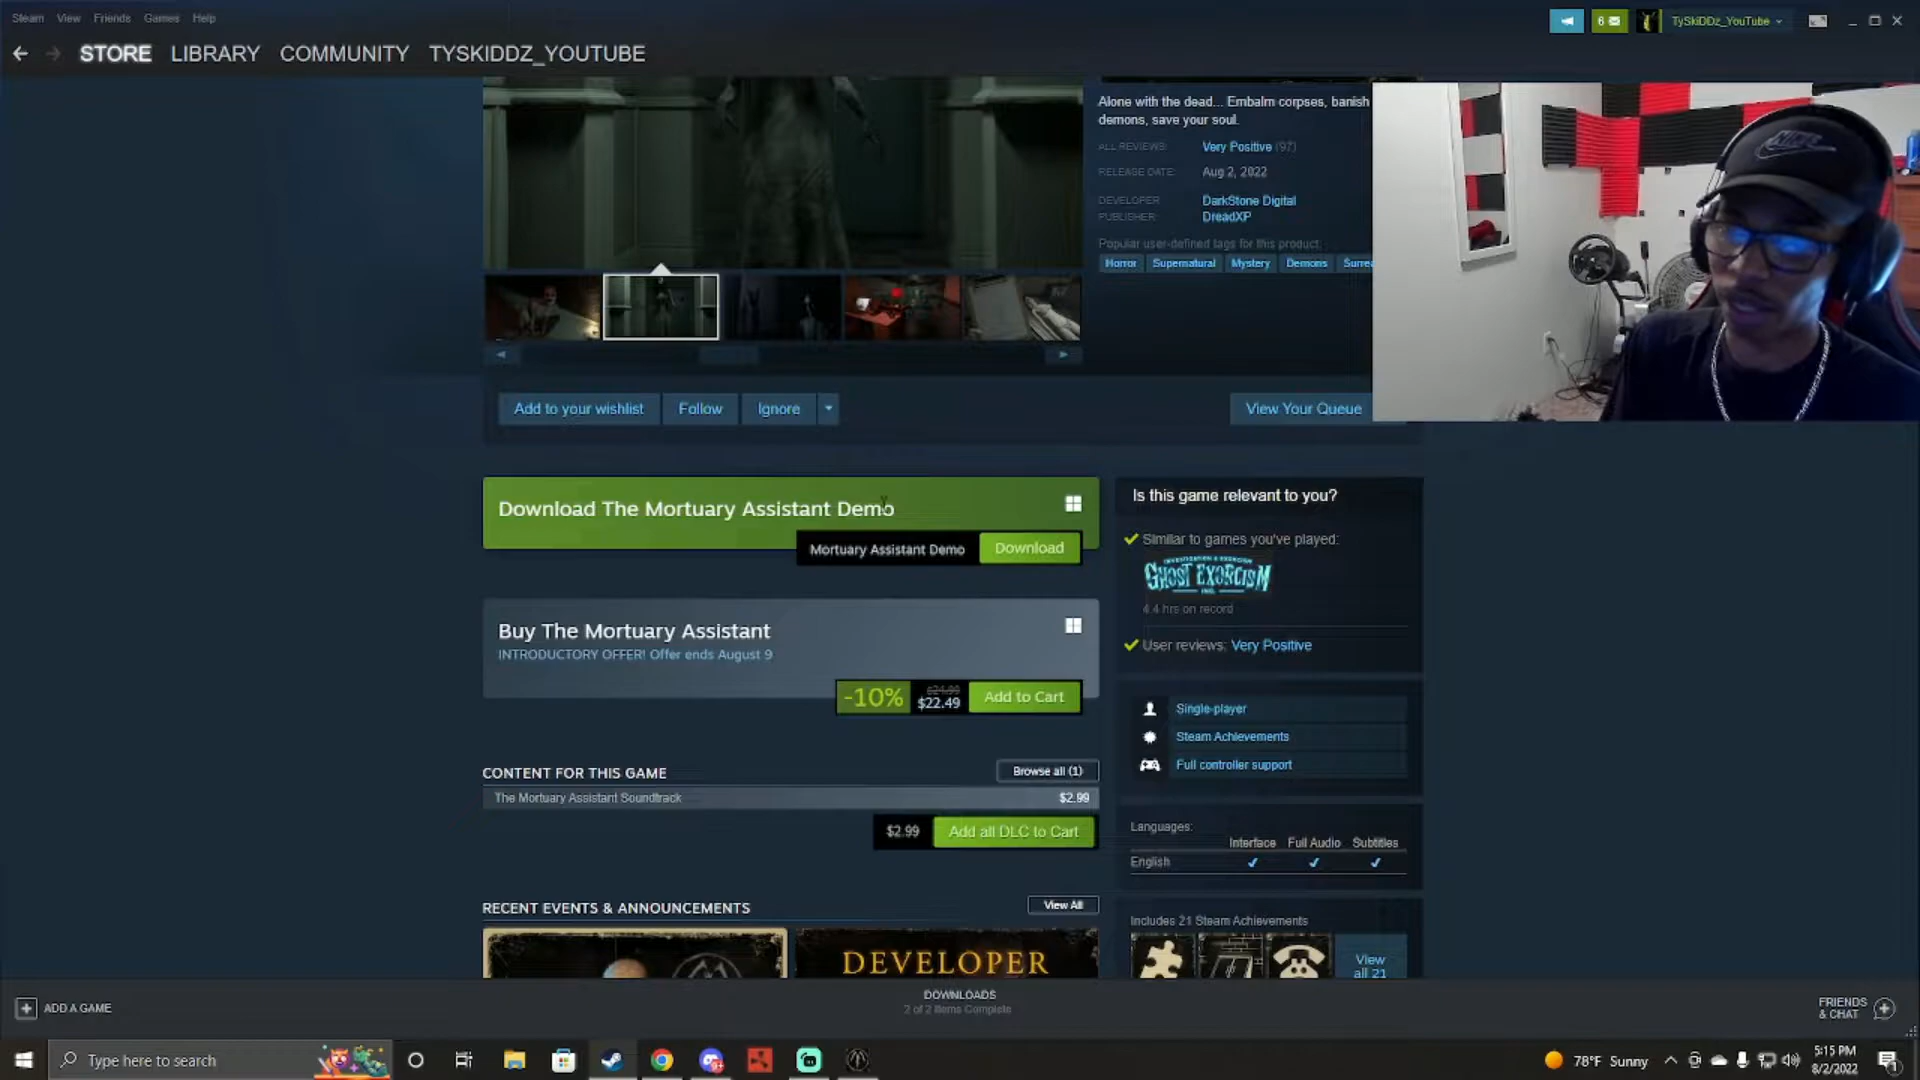 Steam View Friends Games Help
6
TySkiDDz_YouTube
STORE LIBRARY COMMUNITY TYSKIDDZ_YOUTUBE
Alone with the dead... Embalm corpses, banish
demons, save your soul.
ALL REVIEWS: Very Positive (97)
RELEASE DATE: Aug 2, 2022
DEVELOPER: DarkStone Digital
PUBLISHER: DreadXP
Popular user-defined tags for this product:
Horror Supernatural Mystery Demons Surre
Add to your wishlist Follow Ignore
View Your Queue
Download The Mortuary Assistant Demo
Mortuary Assistant Demo Download
Buy The Mortuary Assistant
INTRODUCTORY OFFER! Offer ends August 9
-10% $24.99 $22.49 Add to Cart
CONTENT FOR THIS GAME Browse all (1)
The Mortuary Assistant Soundtrack $2.99
$2.99 Add all DLC to Cart
RECENT EVENTS & ANNOUNCEMENTS View All
DEVELOPER
Is this game relevant to you?
Similar to games you've played:
GHOST EXORCISM
4.4 hrs on record
User reviews: Very Positive
Single-player
Steam Achievements
Full controller support
Languages:
Interface Full Audio Subtitles
English
Includes 21 Steam Achievements
View
all 21
ADD A GAME
DOWNLOADS
2 of 2 Items Complete
FRIENDS
& CHAT
Type here to search
78°F Sunny
5:15 PM
8/2/2022